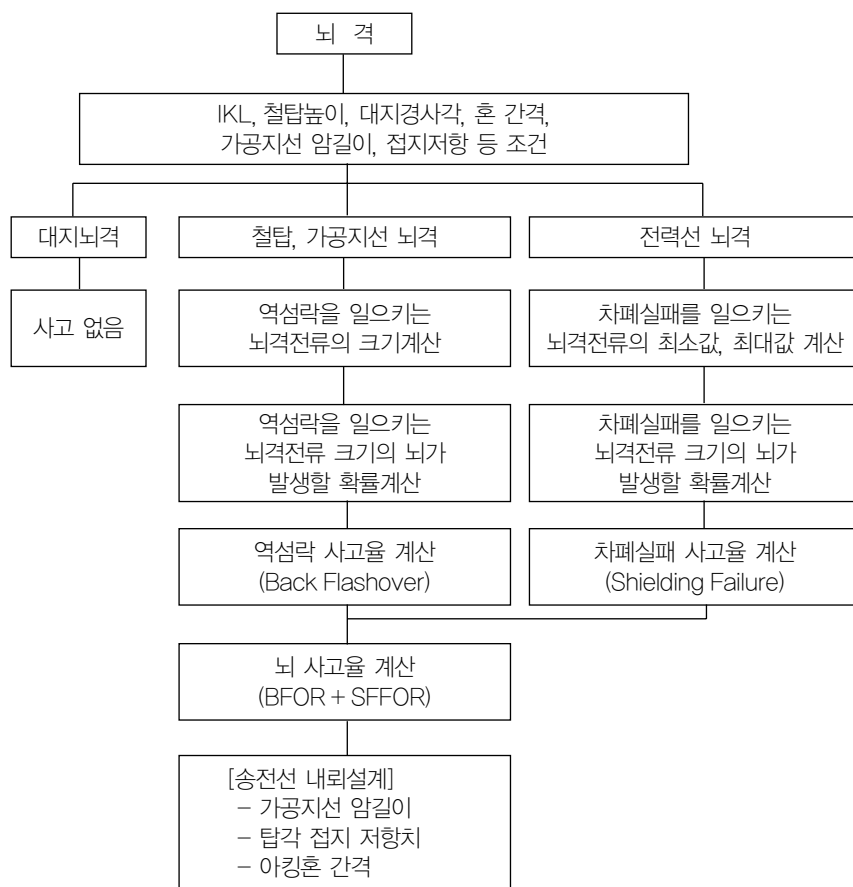 뇌 격
IKL, 철탑높이, 대지경사각, 혼 간격,
가공지선 암길이, 접지저항 등 조건
대지뇌격
철탑, 가공지선 뇌격
전력선 뇌격
사고 없음
역섬락을 일으키는
뇌격전류의 크기계산
차폐실패를 일으키는
뇌격전류의 최소값, 최대값 계산
역섬락을 일으키는
뇌격전류 크기의 뇌가
발생할 확률계산
차폐실패를 일으키는
뇌격전류 크기의 뇌가
발생할 확률계산
역섬락 사고율 계산
(Back Flashover)
차폐실패 사고율 계산
(Shielding Failure)
뇌 사고율 계산
(BFOR + SFFOR)
[송전선 내뢰설계]
– 가공지선 암길이
– 탑각 접지 저항치
– 아킹혼 간격